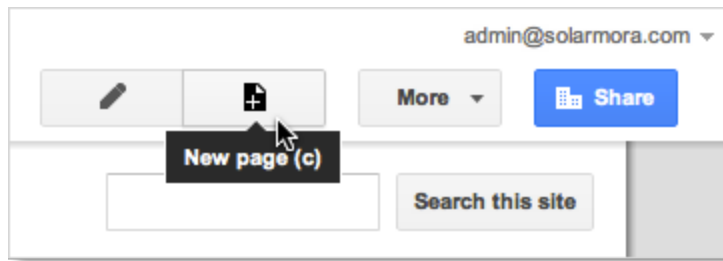 admin@solarmora.com
More
Share
New page (c)
Search this site